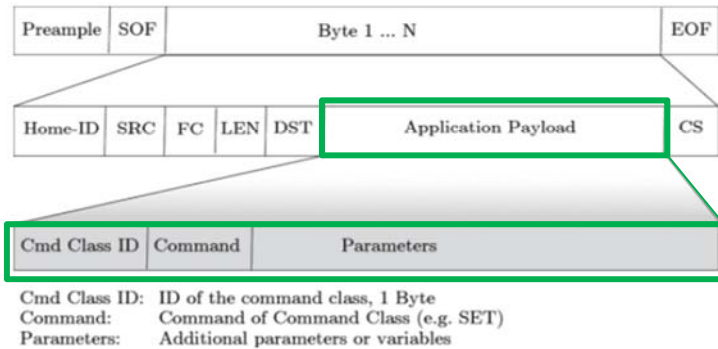 Preample SOF Byte 1 ... N EOF
Home-ID SRC FC LEN DST Application Payload CS
Cmd Class ID Command Parameters
Cmd Class ID: ID of the command class, 1 Byte
Command: Command of Command Class (e.g. SET)
Parameters: Additional parameters or variables